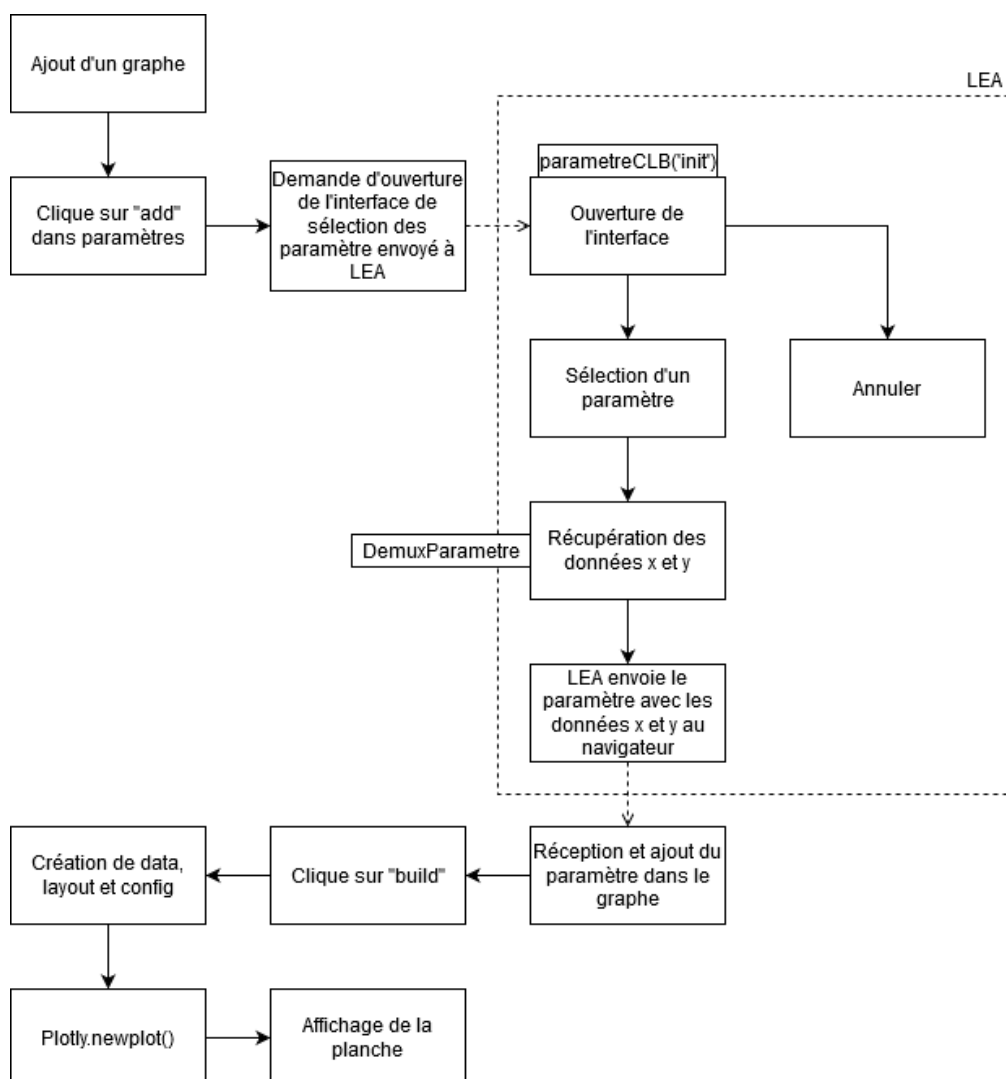 Ajout d'un graphe
LEA
Clique sur "add"
dans paramètres
Demande d'ouverture
de l'interface de
sélection des
paramètre envoyé à
LEA
parametreCLB('init')
Ouverture de
l'interface
Sélection d'un
paramètre
Annuler
DemuxParametre
Récupération des
données x et y
LEA envoie le
paramètre avec les
données x et y au
navigateur
Réception et ajout du
paramètre dans le
graphe
Clique sur "build"
Création de data,
layout et config
Plotly.newplot()
Affichage de la
planche